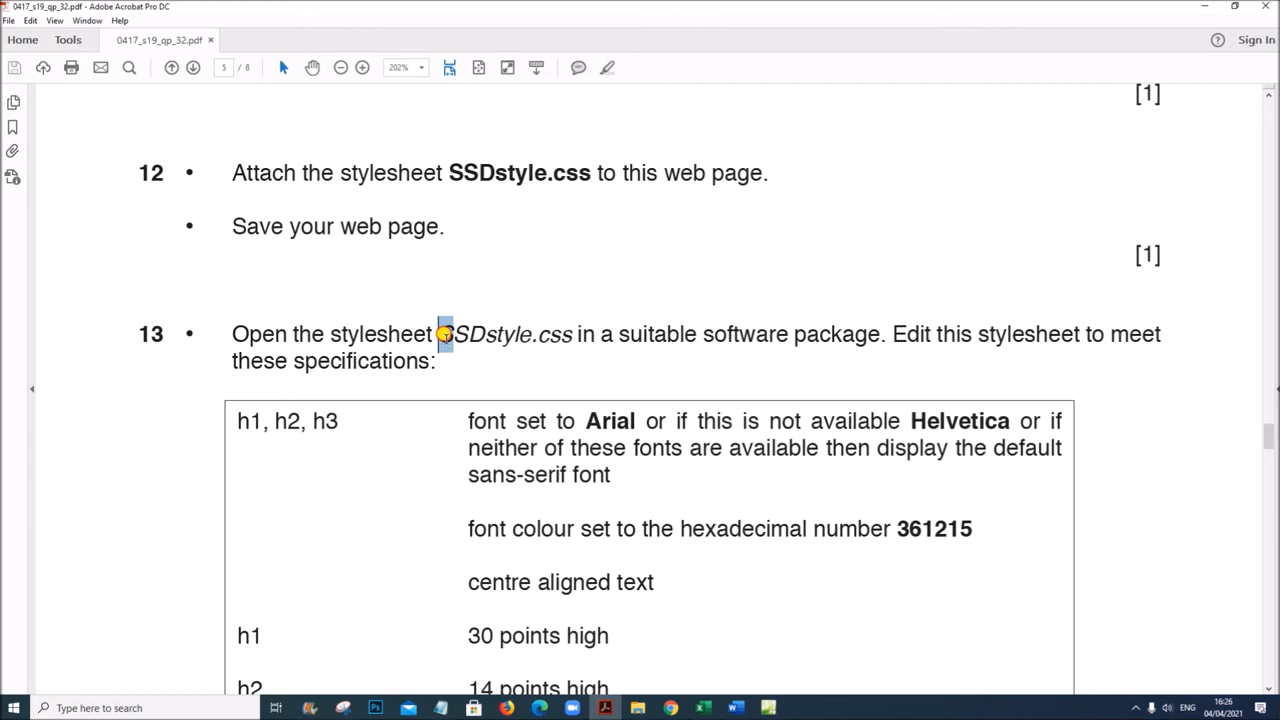 0417_s19_qp_32.pdf - Adobe Acrobat Pro DC
File Edit View Window Help
Home Tools 0417_s19_qp_32.pdf × Sign In
5 / 8 202%
[1]
12 • Attach the stylesheet SSDstyle.css to this web page.
• Save your web page.
[1]
13 • Open the stylesheet SSDstyle.css in a suitable software package. Edit this stylesheet to meet
these specifications:
h1, h2, h3 font set to Arial or if this is not available Helvetica or if
neither of these fonts are available then display the default
sans-serif font
font colour set to the hexadecimal number 361215
centre aligned text
h1 30 points high
h2 14 points high
Type here to search ENG 16:26
04/04/2021